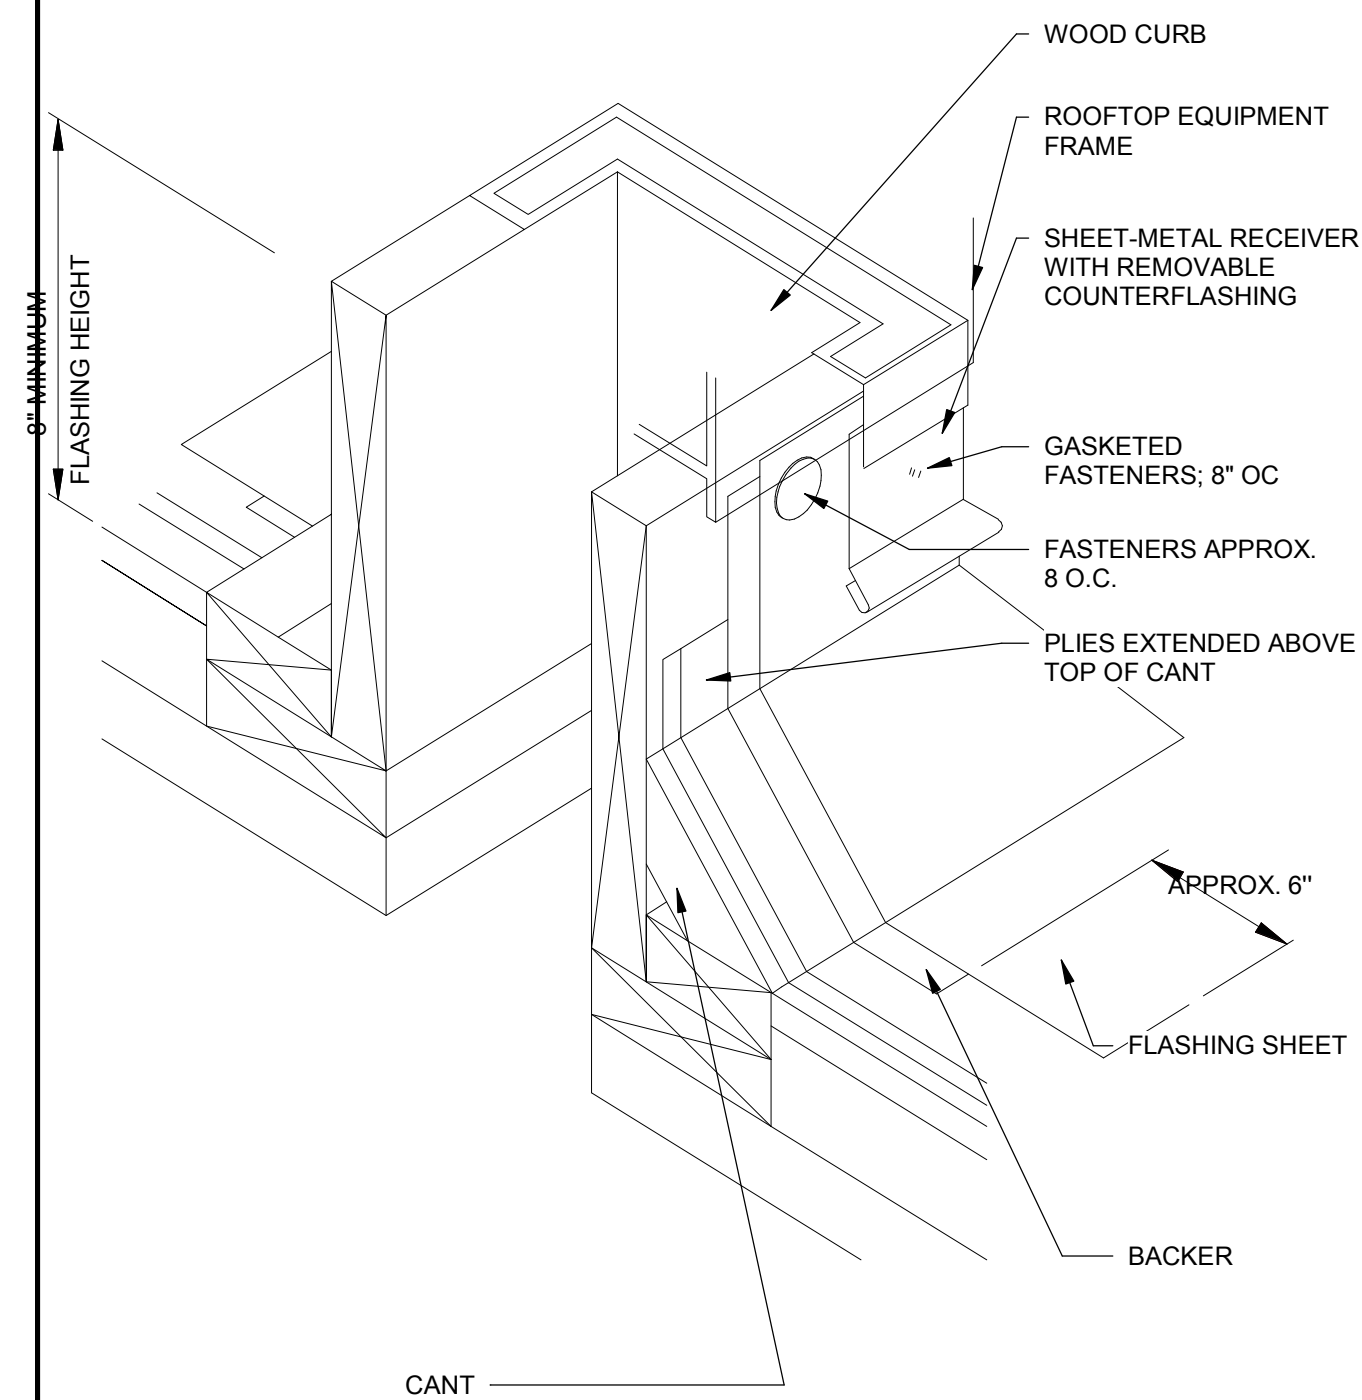 WOOD CURB
ROOFTOP EQUIPMENT
FRAME
SHEET-METAL RECEIVER
WITH REMOVABLE
COUNTERFLASHING
8" MINIMUM
FLASHING HEIGHT
GASKETED
FASTENERS; 8" OC
FASTENERS APPROX.
8 O.C.
PLIES EXTENDED ABOVE
TOP OF CANT
APPROX. 6"
FLASHING SHEET
BACKER
CANT